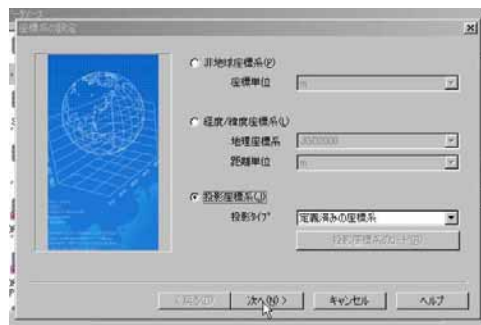 座標系の設定
非地球座標系(P)
座標単位 m
経度/緯度座標系(L)
地理座標系 JGD2000
距離単位 m
投影座標系(J)
投影タイプ 定義済みの座標系
< 戻る(B) 次へ(N) > キャンセル ヘルプ